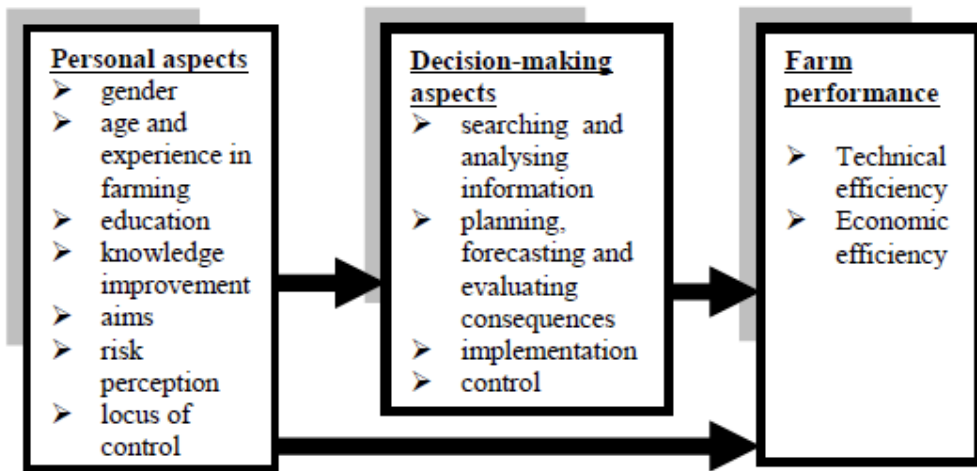 Personal aspects
➢ gender
➢ age and
experience in
farming
➢ education
➢ knowledge
improvement
➢ aims
➢ risk
perception
➢ locus of
control
Decision-making
aspects
➢ searching and
analysing
information
➢ planning,
forecasting and
evaluating
consequences
➢ implementation
➢ control
Farm
performance
➢ Technical
efficiency
➢ Economic
efficiency